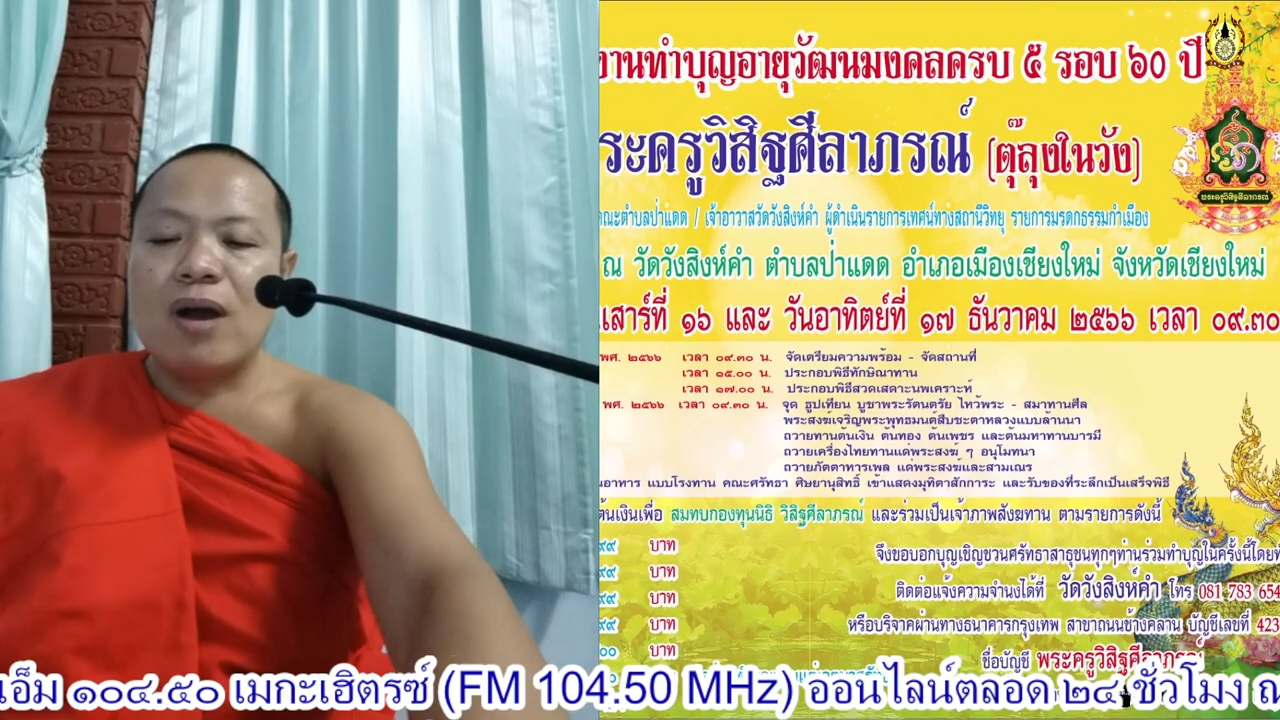 งานทำบุญอายุวัฒนมงคลครบ ๕ รอบ ๖๐ ปี
ระครูวิสิฐศีลาภรณ์ (ตุ๊ลุงในวัง)
คณะตำบลป่าแดด / เจ้าอาวาสวัดวังสิงห์คำ ผู้ดำเนินรายการเทศน์ทางสถานีวิทยุ รายการมรดกธรรมกำเมือง
ณ วัดวังสิงห์คำ ตำบลป่าแดด อำเภอเมืองเชียงใหม่ จังหวัดเชียงใหม่
นเสาร์ที่ ๑๖ และ วันอาทิตย์ที่ ๑๗ ธันวาคม ๒๕๖๖ เวลา ๐๙.๓๐
พระครูวิสิฐศีลาภรณ์
พศ. ๒๕๖๖ เวลา ๐๙.๓๐ น. จัดเตรียมความพร้อม - จัดสถานที่
เวลา ๑๕.๐๐ น. ประกอบพิธีทักษิณาทาน
เวลา ๑๗.๐๐ น. ประกอบพิธีสวดเสดาะนพเคราะห์
พศ. ๒๕๖๖ เวลา ๐๙.๓๐ น. จุด ธูปเทียน บูชาพระรัตนตรัย ไหว้พระ - สมาทานศีล
พระสงฆ์เจริญพระพุทธมนต์สืบชะตาหลวงแบบล้านนา
ถวายทานต้นเงิน ต้นทอง ต้นเพชร และต้นมหาทานบารมี
ถวายเครื่องไทยทานแด่พระสงฆ์ ฯ อนุโมทนา
ถวายภัตตาหารเพล แด่พระสงฆ์และสามเณร
นอาหาร แบบโรงทาน คณะศรัทธา ศิษยานุสิทธิ์ เข้าแสดงมุทิตาสักการะ และรับของที่ระลึกเป็นเสร็จพิธี
ต้นเงินเพื่อ สมทบกองทุนนิธิ วิสิฐศีลาภรณ์ และร่วมเป็นเจ้าภาพสังฆทาน ตามรายการดังนี้
๙๙ บาท
๙๙ บาท
๙๙ บาท
๙๙ บาท
๐๐ บาท
จึงขอบอกบุญเชิญชวนศรัทธาสาธุชนทุกๆท่านร่วมทำบุญในครั้งนี้โดย
ติดต่อแจ้งความจำนงได้ที่ วัดวังสิงห์คำ โทร 081 783 654
หรือบริจาคผ่านทางธนาคารกรุงเทพ สาขาถนนช้างคลาน บัญชีเลขที่ 423
ชื่อบัญชี พระครูวิสิฐศีลาภรณ์
เอ็ม ๑๐๔.๕๐ เมกะเฮิตรซ์ (FM 104.50 MHz) ออนไลน์ตลอด ๒๔ ชั่วโมง ณ